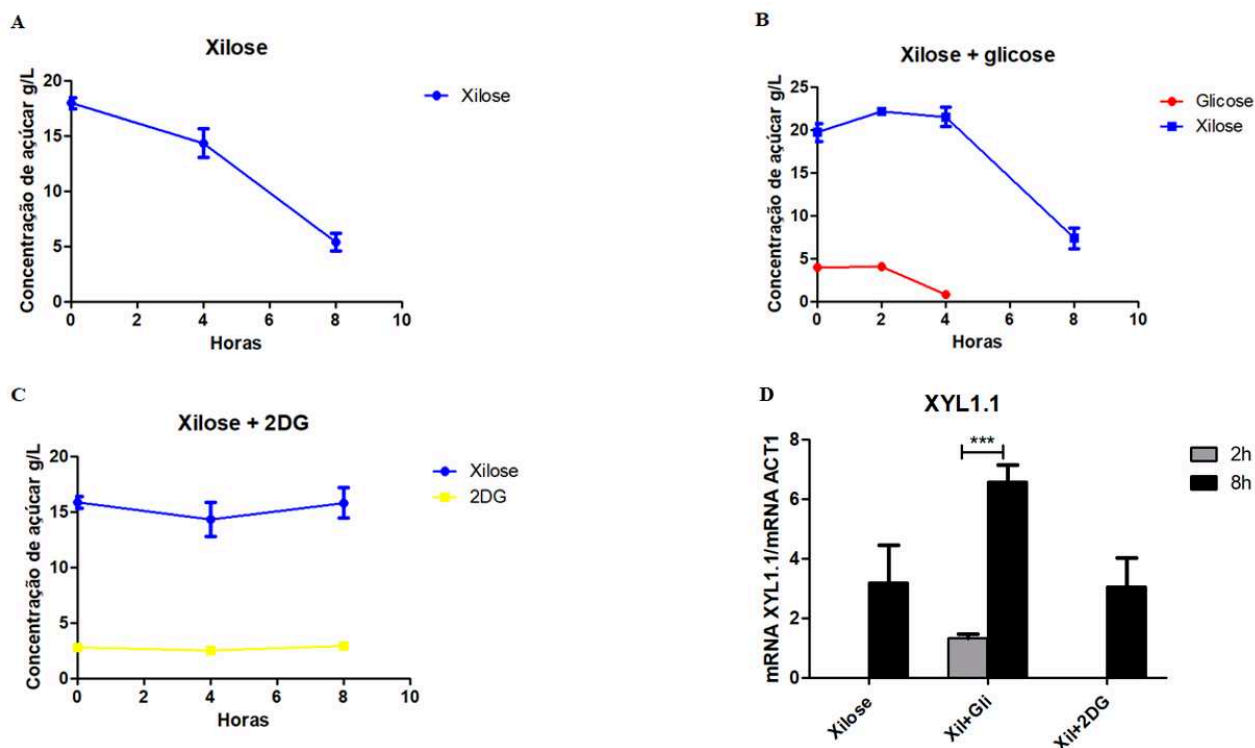 A
Xilose
Concentração de açúcar g/L
20
15
10
5
0
0 2 4 6 8 10
Horas
Xilose
B
Xilose + glicose
Concentração de açúcar g/L
25
20
15
10
5
0
0 2 4 6 8 10
Horas
Glicose
Xilose
C
Xilose + 2DG
Concentração de açúcar g/L
20
15
10
5
0
0 2 4 6 8 10
Horas
Xilose
2DG
D
XYL1.1
mRNA XYL1.1/mRNA ACT1
8
6
4
2
0
***
Xilose
Xil+Gli
Xil+2DG
2h
8h